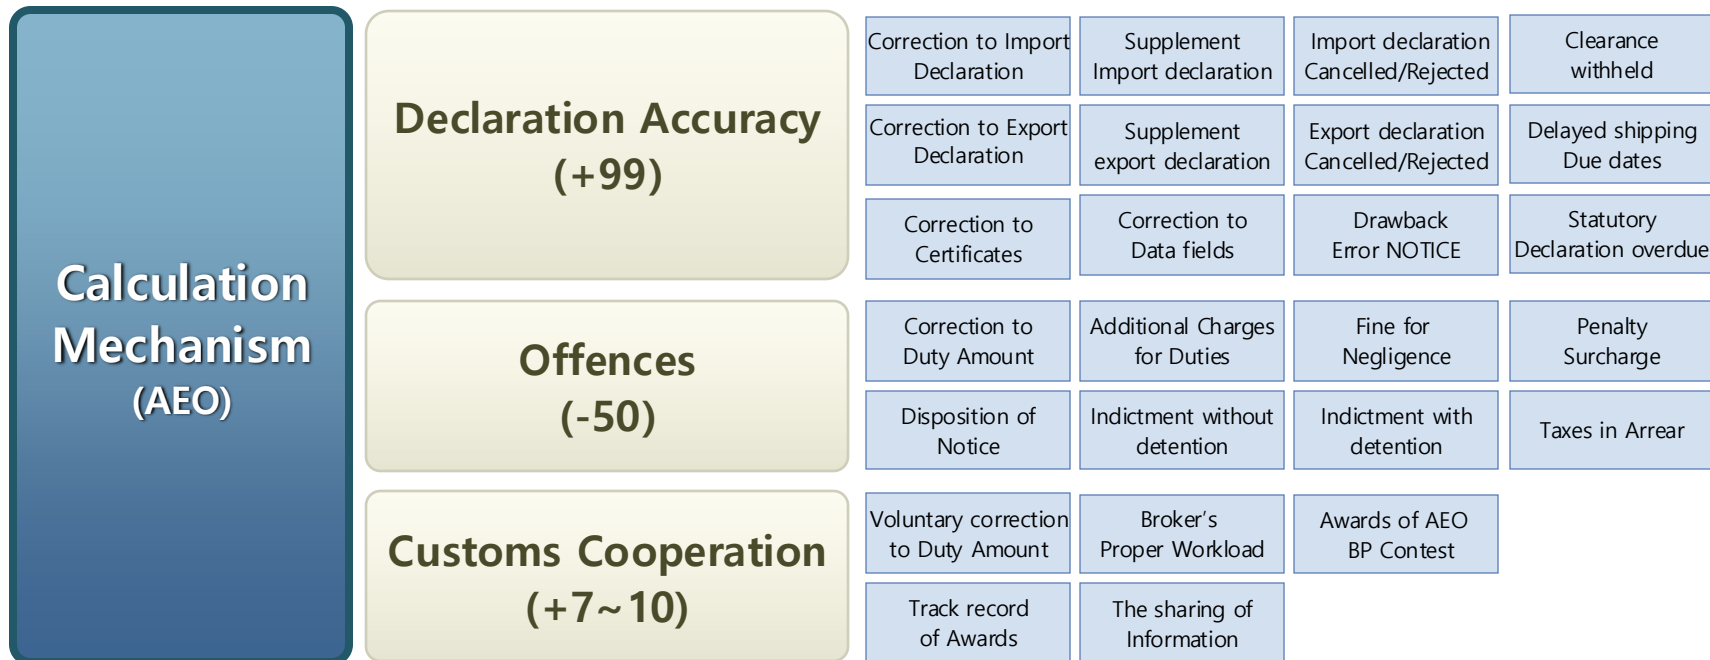 Calculation
Mechanism
(AEO)
Declaration Accuracy
(+99)
Correction to Import
Declaration
Supplement
Import declaration
Import declaration
Cancelled/Rejected
Clearance
withheld
Correction to Export
Declaration
Supplement
export declaration
Export declaration
Cancelled/Rejected
Delayed shipping
Due dates
Correction to
Certificates
Correction to
Data fields
Drawback
Error NOTICE
Statutory
Declaration overdue
Offences
(-50)
Correction to
Duty Amount
Additional Charges
for Duties
Fine for
Negligence
Penalty
Surcharge
Disposition of
Notice
Indictment without
detention
Indictment with
detention
Taxes in Arrear
Customs Cooperation
(+7~10)
Voluntary correction
to Duty Amount
Broker's
Proper Workload
Awards of AEO
BP Contest
Track record
of Awards
The sharing of
Information